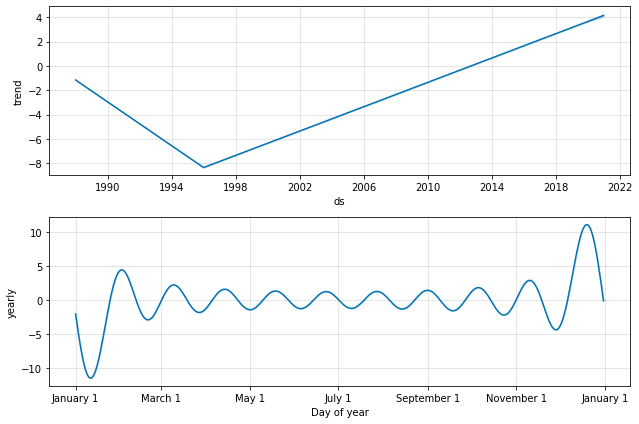 4
2
0
−2
−4
−6
−8
trend
1990 1994 1998 2002 2006 2010 2014 2018 2022
ds
10
5
0
−5
−10
yearly
January 1 March 1 May 1 July 1 September 1 November 1 January 1
Day of year